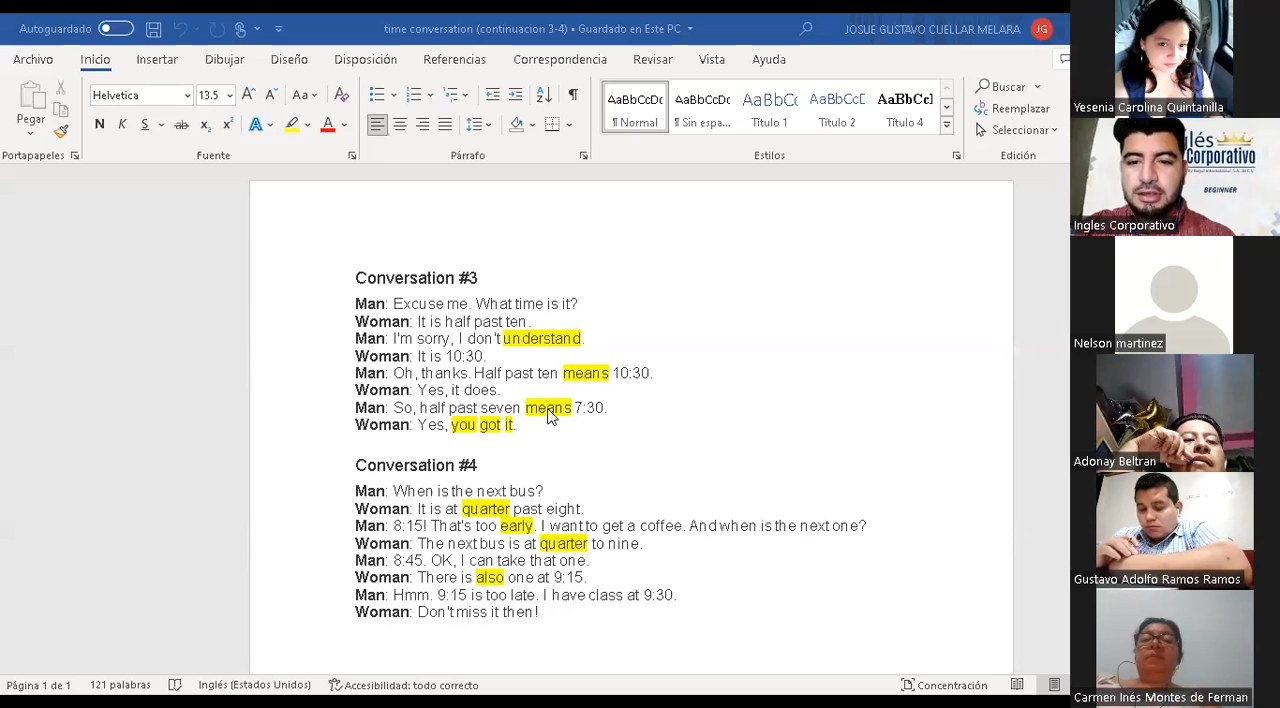 Autoguardado
time conversation (continuacion 3-4) • Guardado en Este PC
JOSUE GUSTAVO CUELLAR MELARA
JG
Archivo
Inicio
Insertar
Dibujar
Diseño
Disposición
Referencias
Correspondencia
Revisar
Vista
Ayuda
Pegar
Portapapeles
Helvetica
13.5
Aa
N K S ab x₂ x²
Fuente
Párrafo
AaBbCcDc AaBbCcDc AaBbCc AaBbCcD AaBbCcI
¶ Normal ¶ Sin espa... Título 1 Título 2 Título 4
Estilos
Buscar
Reemplazar
Seleccionar
Edición
Conversation #3
Man: Excuse me. What time is it?
Woman: It is half past ten.
Man: I'm sorry, I don't understand.
Woman: It is 10:30.
Man: Oh, thanks. Half past ten means 10:30.
Woman: Yes, it does.
Man: So, half past seven means 7:30.
Woman: Yes, you got it.
Conversation #4
Man: When is the next bus?
Woman: It is at quarter past eight.
Man: 8:15! That's too early. I want to get a coffee. And when is the next one?
Woman: The next bus is at quarter to nine.
Man: 8:45. OK, I can take that one.
Woman: There is also one at 9:15.
Man: Hmm. 9:15 is too late. I have class at 9:30.
Woman: Don't miss it then!
Página 1 de 1
121 palabras
Inglés (Estados Unidos)
Accesibilidad: todo correcto
Concentración
Yesenia Carolina Quintanilla
glés
Corporativo
BEGINNER
Ingles Corporativo
Nelson martinez
Adonay Beltran
Gustavo Adolfo Ramos Ramos
Carmen Inés Montes de Ferman